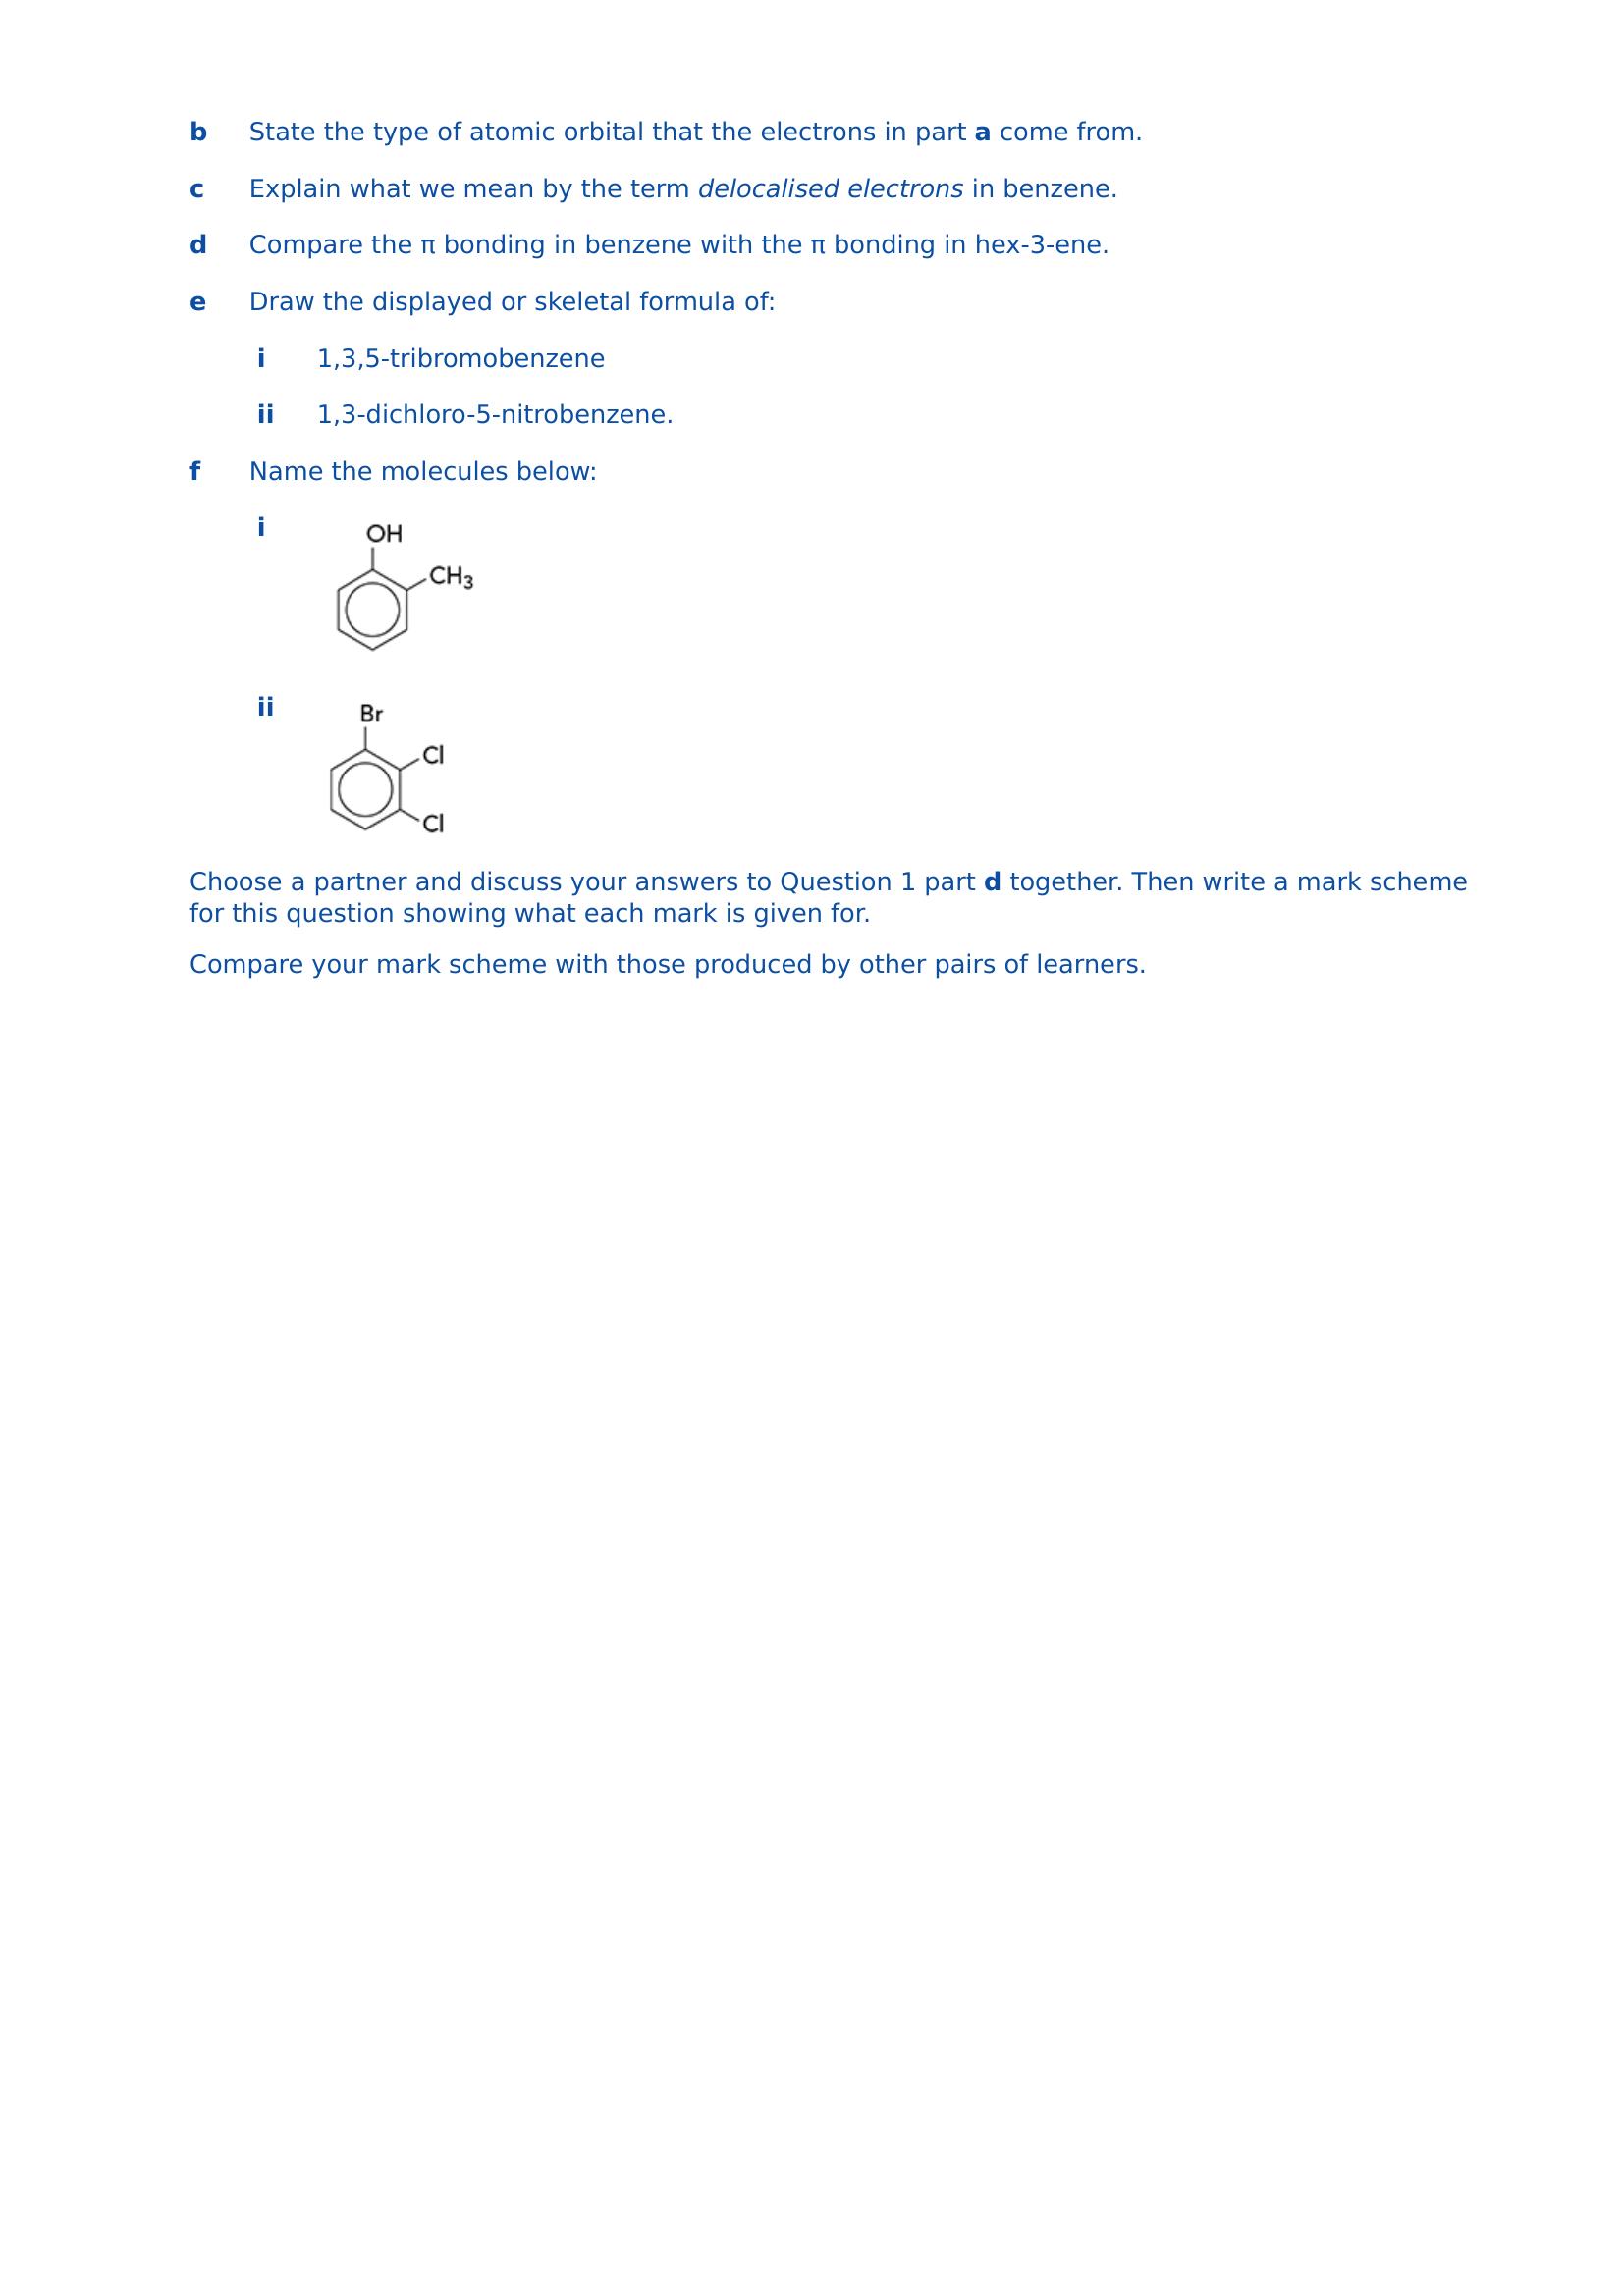 b State the type of atomic orbital that the electrons in part a come from.
c Explain what we mean by the term delocalised electrons in benzene.
d Compare the π bonding in benzene with the π bonding in hex-3-ene.
e Draw the displayed or skeletal formula of:
i 1,3,5-tribromobenzene
ii 1,3-dichloro-5-nitrobenzene.
f Name the molecules below:
i
OH
CH₃
ii
Br
Cl
Cl
Choose a partner and discuss your answers to Question 1 part d together. Then write a mark scheme
for this question showing what each mark is given for.
Compare your mark scheme with those produced by other pairs of learners.